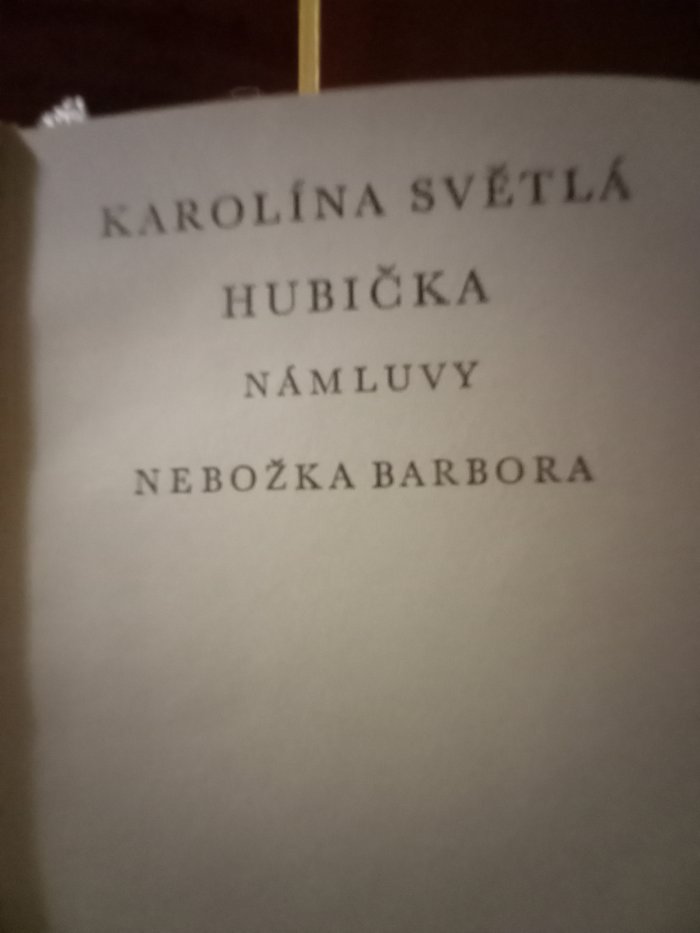 KAROLÍNA SVĚTLÁ
HUBIČKA
NÁMLUVY
NEBOŽKA BARBORA